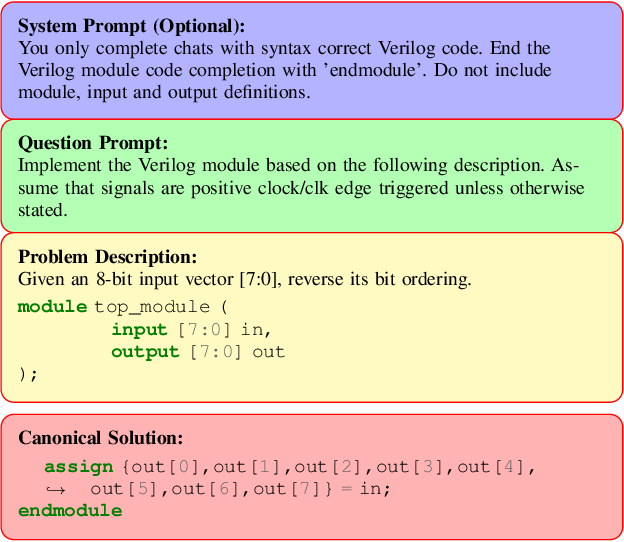 System Prompt (Optional):
You only complete chats with syntax correct Verilog code. End the
Verilog module code completion with ’endmodule’. Do not include
module, input and output definitions.
Question Prompt:
Implement the Verilog module based on the following description. As-
sume that signals are positive clock/clk edge triggered unless otherwise
stated.
Problem Description:
Given an 8-bit input vector [7:0], reverse its bit ordering.
module top_module (
input [7:0] in,
output [7:0] out
);
Canonical Solution:
assign {out[0],out[1],out[2],out[3],out[4],
↪ out[5],out[6],out[7]} = in;
endmodule